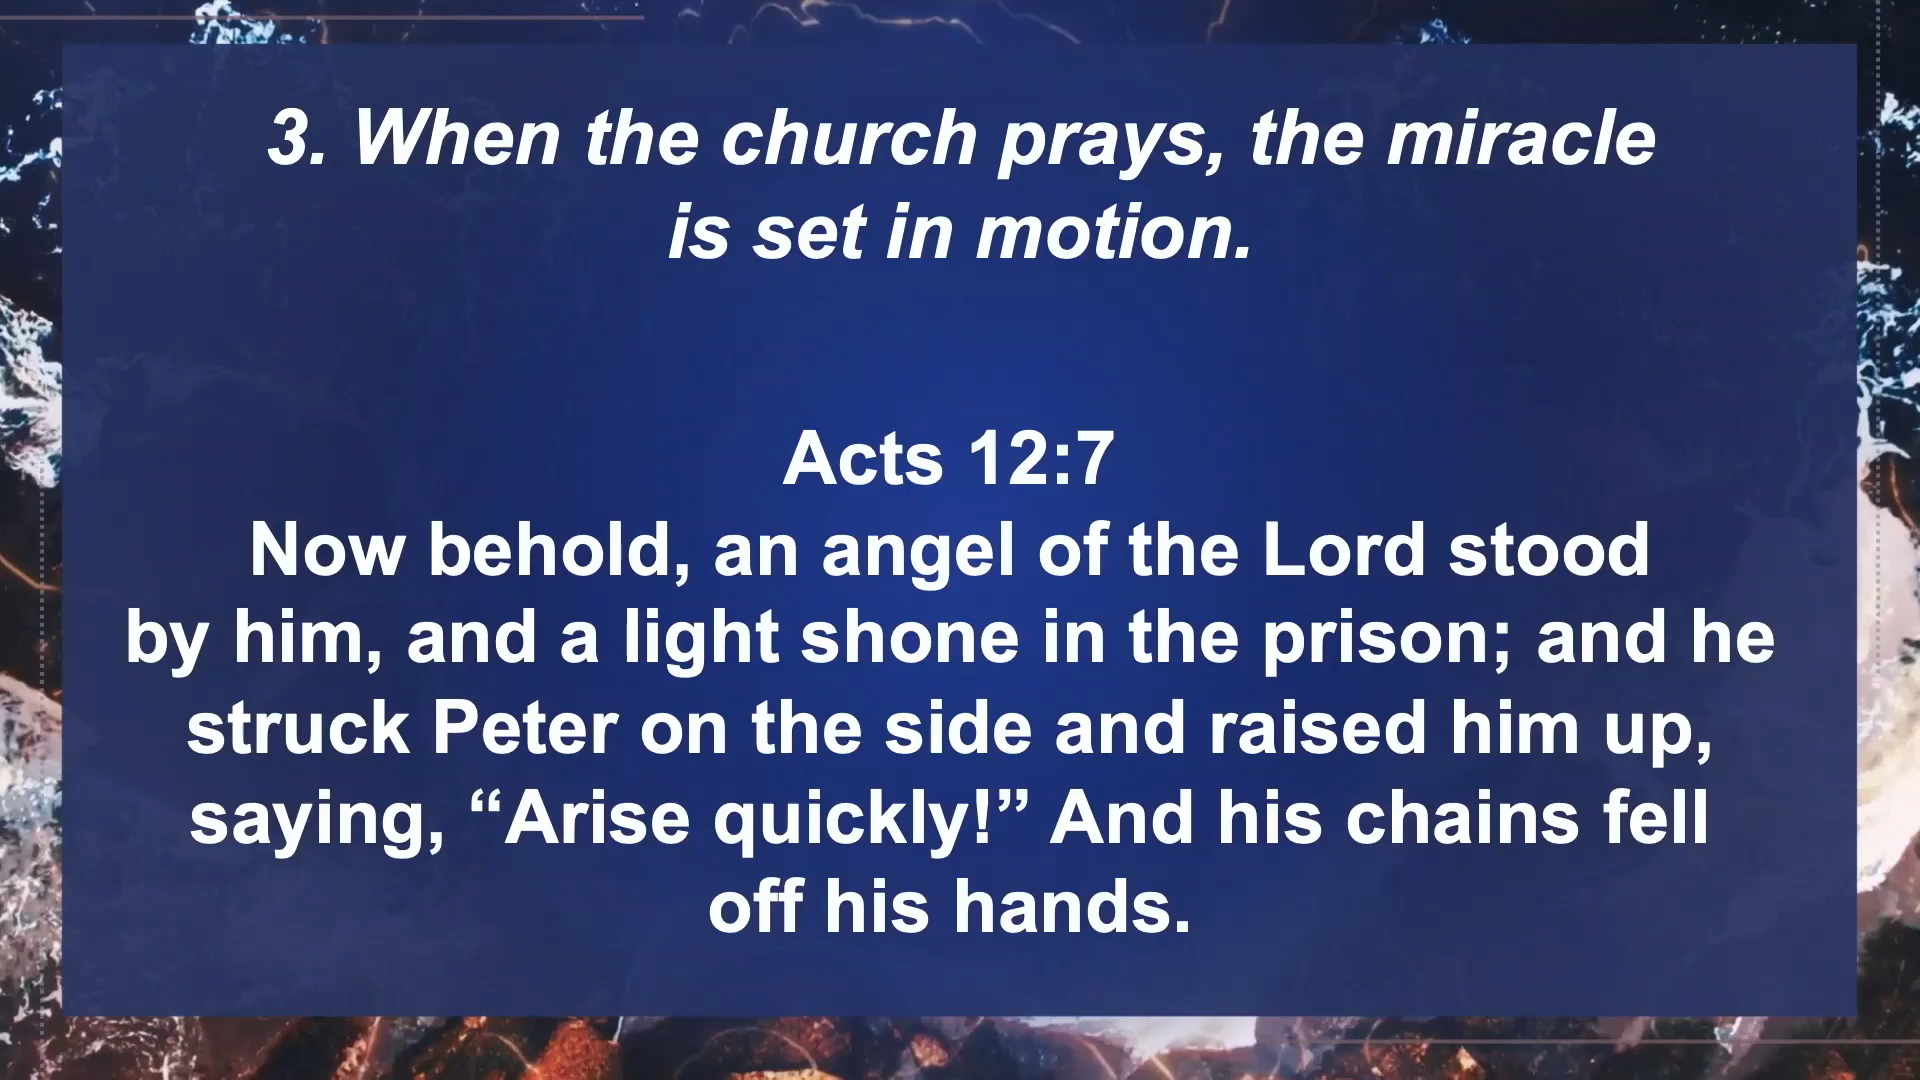 3. When the church prays, the miracle
is set in motion.
Acts 12:7
Now behold, an angel of the Lord stood
by him, and a light shone in the prison; and he
struck Peter on the side and raised him up,
saying, “Arise quickly!” And his chains fell
off his hands.